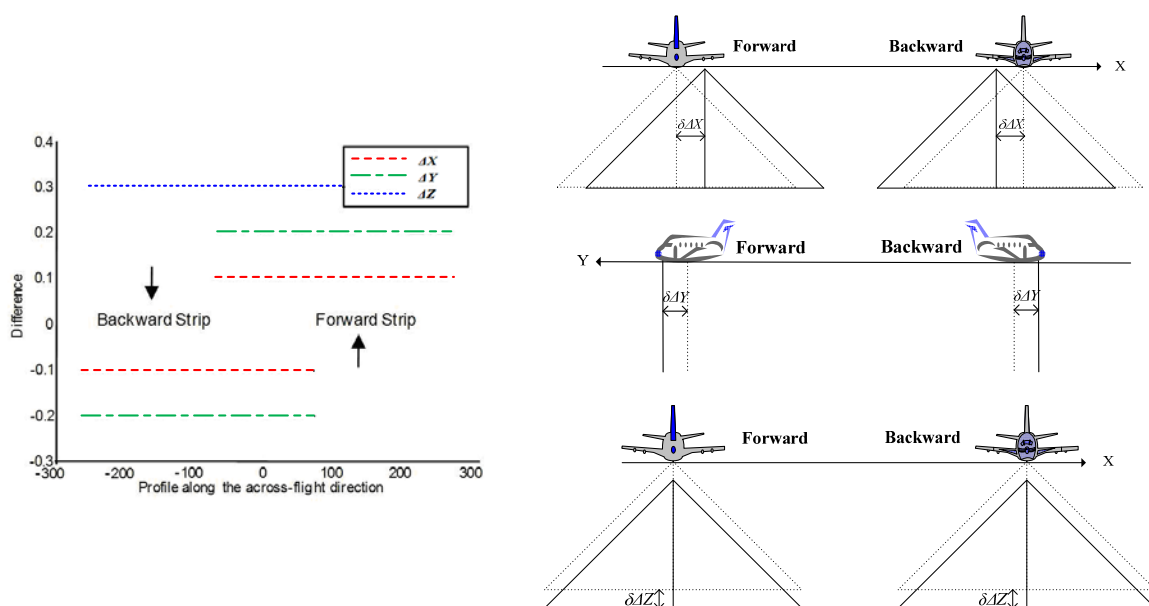 0.4
0.3
0.2
0.1
0
-0.1
-0.2
-0.3
Difference
ΔX
ΔY
ΔZ
Backward Strip
Forward Strip
-300 -200 -100 0 100 200 300
Profile along the across-flight direction
Forward Backward
X
δΔX δΔX
Forward Backward
Y
δΔY δΔY
Forward Backward
X
δΔZ δΔZ